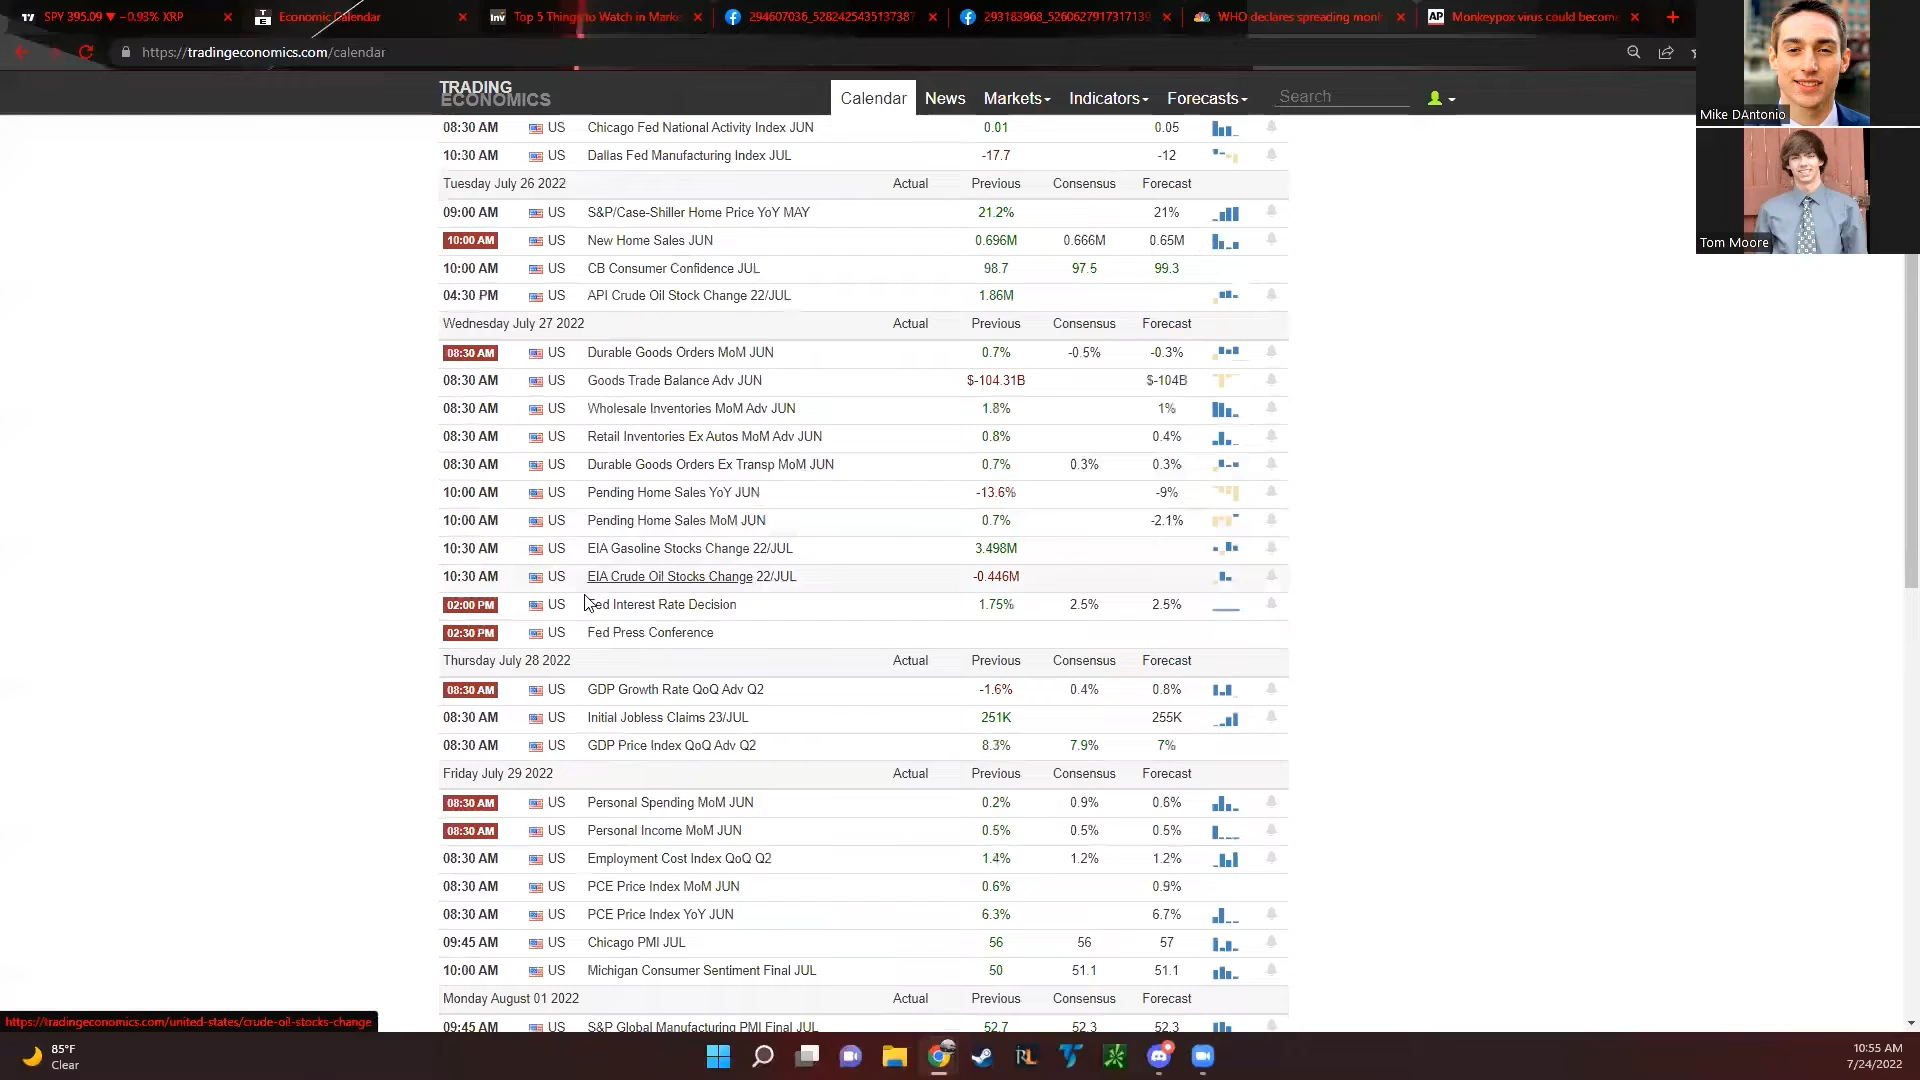 SPY 395.09 ▼ −0.93% XRP
Economic Calendar
Inv Top 5 Things to Watch in Marke
294607036_5282425435137387
293183968_5260627917317139
WHO declares spreading monk
AP Monkeypox virus could become
https://tradingeconomics.com/calendar
TRADING
ECONOMICS
Calendar News Markets Indicators Forecasts Search
Mike DAntonio
Tom Moore
08:30 AM US Chicago Fed National Activity Index JUN 0.01 0.05
10:30 AM US Dallas Fed Manufacturing Index JUL -17.7 -12
Tuesday July 26 2022 Actual Previous Consensus Forecast
09:00 AM US S&P/Case-Shiller Home Price YoY MAY 21.2% 21%
10:00 AM US New Home Sales JUN 0.696M 0.666M 0.65M
10:00 AM US CB Consumer Confidence JUL 98.7 97.5 99.3
04:30 PM US API Crude Oil Stock Change 22/JUL 1.86M
Wednesday July 27 2022 Actual Previous Consensus Forecast
08:30 AM US Durable Goods Orders MoM JUN 0.7% -0.5% -0.3%
08:30 AM US Goods Trade Balance Adv JUN $-104.31B $-104B
08:30 AM US Wholesale Inventories MoM Adv JUN 1.8% 1%
08:30 AM US Retail Inventories Ex Autos MoM Adv JUN 0.8% 0.4%
08:30 AM US Durable Goods Orders Ex Transp MoM JUN 0.7% 0.3% 0.3%
10:00 AM US Pending Home Sales YoY JUN -13.6% -9%
10:00 AM US Pending Home Sales MoM JUN 0.7% -2.1%
10:30 AM US EIA Gasoline Stocks Change 22/JUL 3.498M
10:30 AM US EIA Crude Oil Stocks Change 22/JUL -0.446M
02:00 PM US Fed Interest Rate Decision 1.75% 2.5% 2.5%
02:30 PM US Fed Press Conference
Thursday July 28 2022 Actual Previous Consensus Forecast
08:30 AM US GDP Growth Rate QoQ Adv Q2 -1.6% 0.4% 0.8%
08:30 AM US Initial Jobless Claims 23/JUL 251K 255K
08:30 AM US GDP Price Index QoQ Adv Q2 8.3% 7.9% 7%
Friday July 29 2022 Actual Previous Consensus Forecast
08:30 AM US Personal Spending MoM JUN 0.2% 0.9% 0.6%
08:30 AM US Personal Income MoM JUN 0.5% 0.5% 0.5%
08:30 AM US Employment Cost Index QoQ Q2 1.4% 1.2% 1.2%
08:30 AM US PCE Price Index MoM JUN 0.6% 0.9%
08:30 AM US PCE Price Index YoY JUN 6.3% 6.7%
09:45 AM US Chicago PMI JUL 56 56 57
10:00 AM US Michigan Consumer Sentiment Final JUL 50 51.1 51.1
Monday August 01 2022 Actual Previous Consensus Forecast
09:45 AM US S&P Global Manufacturing PMI Final JUL 52.7 52.3 52.3
https://tradingeconomics.com/united-states/crude-oil-stocks-change
85°F
Clear
RL
10:55 AM
7/24/2022